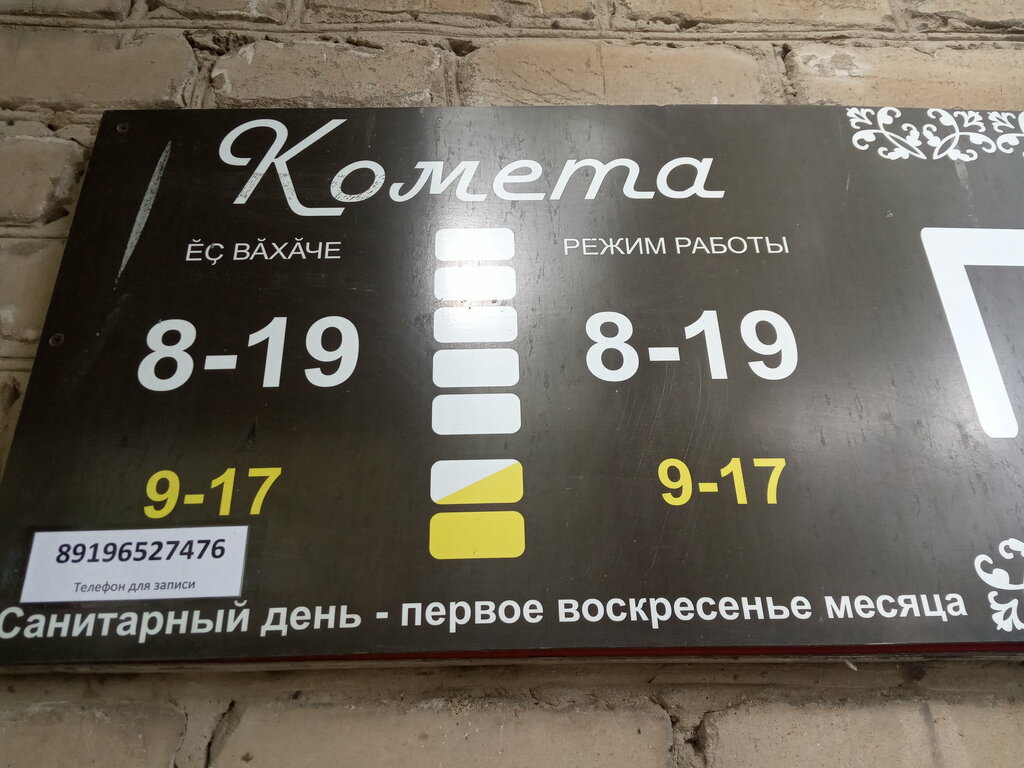 Комета
ĔÇ ВĂХĂЧЕ
РЕЖИМ РАБОТЫ
8-19
8-19
9-17
9-17
89196527476
Телефон для записи
Санитарный день - первое воскресенье месяца